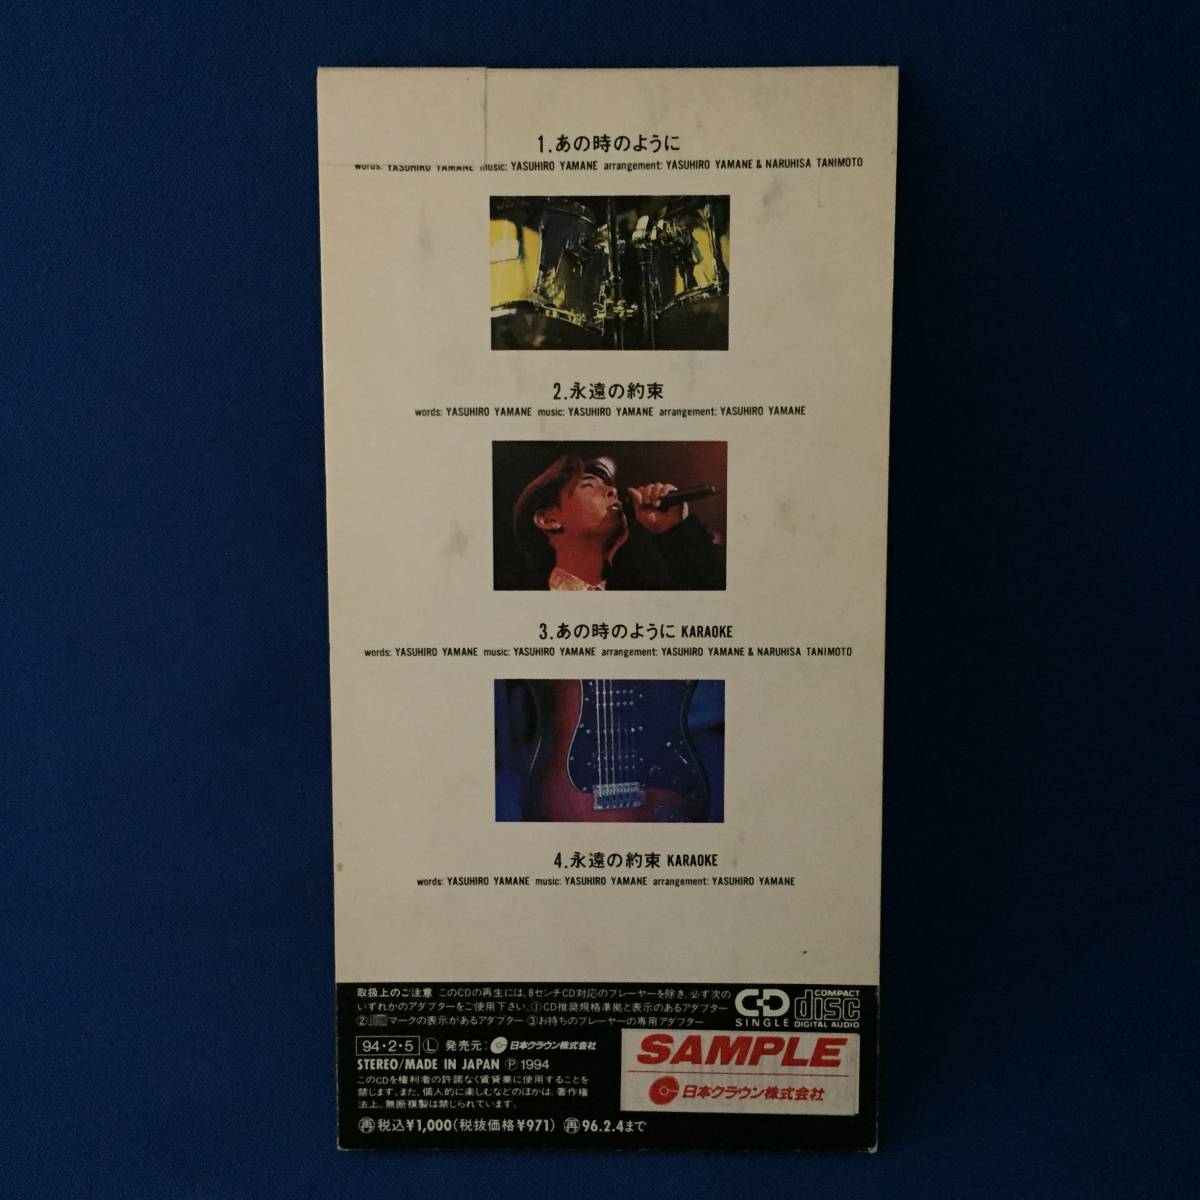 1.あの時のように
words: YASUHIRO YAMANE music: YASUHIRO YAMANE arrangement: YASUHIRO YAMANE & NARUHISA TANIMOTO
2.永遠の約束
words: YASUHIRO YAMANE music: YASUHIRO YAMANE arrangement: YASUHIRO YAMANE
3.あの時のように KARAOKE
words: YASUHIRO YAMANE music: YASUHIRO YAMANE arrangement: YASUHIRO YAMANE & NARUHISA TANIMOTO
4.永遠の約束 KARAOKE
words: YASUHIRO YAMANE music: YASUHIRO YAMANE arrangement: YASUHIRO YAMANE
取扱上のご注意 このCDの再生には、8センチCD対応のプレーヤーを除き、必ず次の
いずれかのアダプターをご使用下さい。①CD推奨規格準拠と表示のあるアダプター
②マークの表示があるアダプター ③お持ちのプレーヤーの専用アダプター
CD SINGLE
COMPACT disc DIGITAL AUDIO
94・2・5 Ⓛ 発売元:日本クラウン株式会社
STEREO/MADE IN JAPAN Ⓟ 1994
このCDを権利者の許諾なく賃貸業に使用することを
禁じます。また、個人的に楽しむなどのほかは、著作権
法上、無断複製は禁じられています。
㊢税込¥1,000(税抜価格¥971) 再96.2.4まで
SAMPLE
日本クラウン株式会社